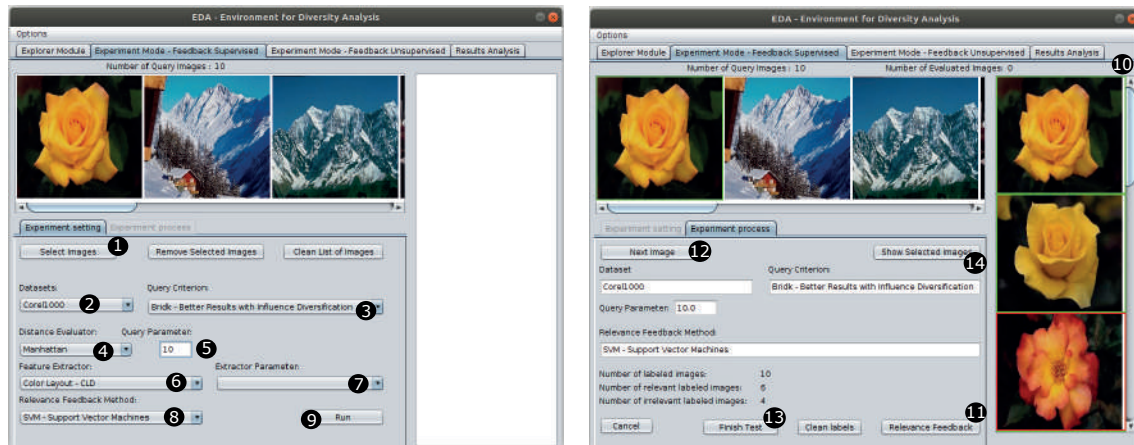 EDA - Environment for Diversity Analysis
Options
Explorer Module Experiment Mode - Feedback Supervised Experiment Mode - Feedback Unsupervised Results Analysis
Number of Query Images : 10
Experiment setting Experiment process
Select Images 1 Remove Selected Images Clean List of Images
Datasets: Query Criterion:
Corel1000 2 Bridk - Better Results with Influence Diversification 3
Distance Evaluator: Query Parameter:
Manhattan 4 10 5
Feature Extractor: Extractor Parameter:
Color Layout - CLD 6 7
Relevance Feedback Method:
SVM - Support Vector Machines 8 9 Run
EDA - Environment for Diversity Analysis
Options
Explorer Module Experiment Mode - Feedback Supervised Experiment Mode - Feedback Unsupervised Results Analysis
Number of Query Images : 10 Number of Evaluated Images: 0 10
Experiment setting Experiment process
Next Image 12 Show Selected Images 14
Dataset Query Criterion:
Corel1000 Bridk - Better Results with Influence Diversification
Query Parameter: 10.0
Relevance Feedback Method:
SVM - Support Vector Machines
Number of labeled images: 10
Number of relevant labeled images: 6
Number of irrelevant labeled images: 4
Cancel Finish Test 13 Clean labels Relevance Feedback 11